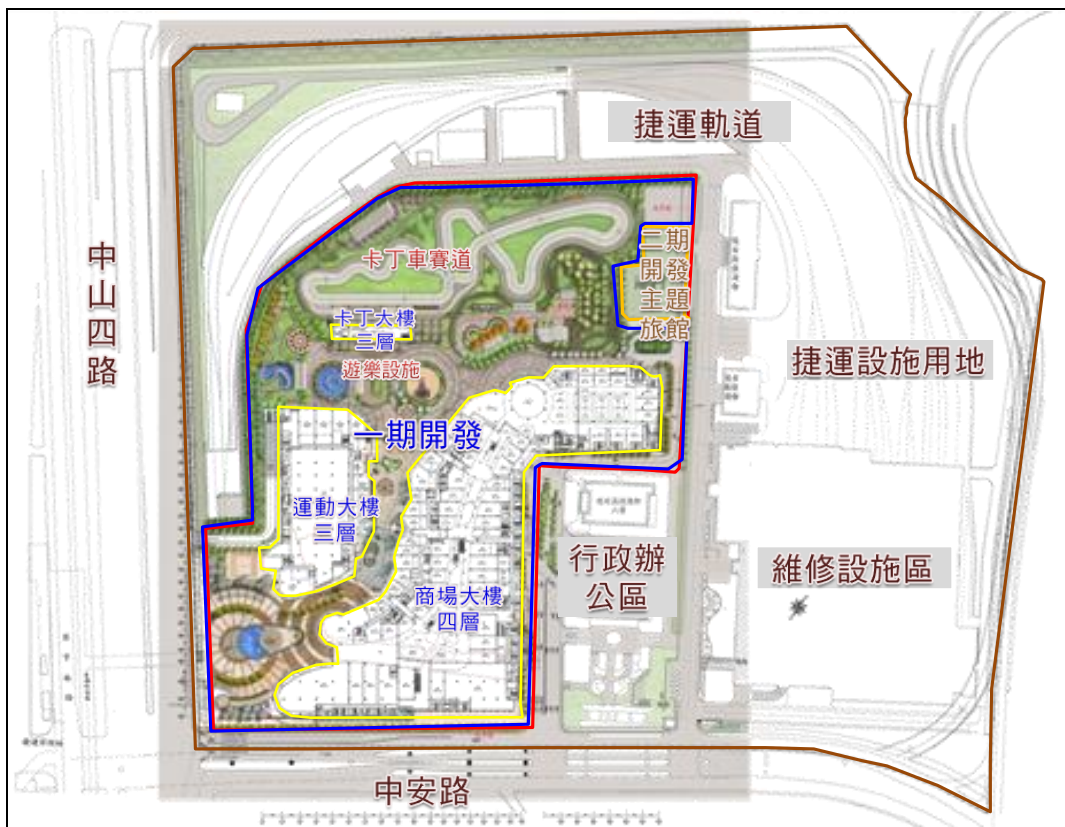 捷運軌道
中山四路
卡丁車賽道
二期
開發
主題
旅館
卡丁大樓
三層
遊樂設施
捷運設施用地
一期開發
運動大樓
三層
行政辦
公區
維修設施區
商場大樓
四層
中安路